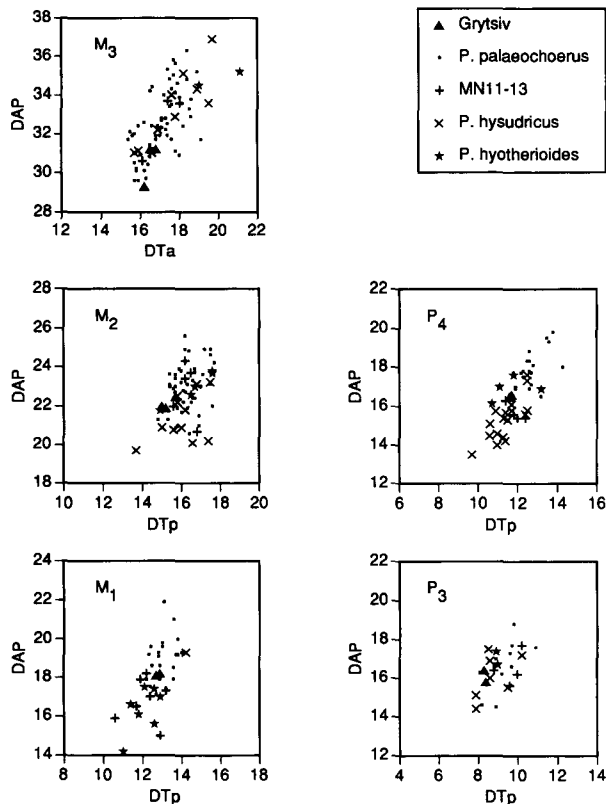 M3
DAP
38
36
34
32
30
28
12 14 16 18 20 22
DTa
Grytsiv
P. palaeochoerus
MN11-13
P. hysudricus
P. hyotherioides
M2
DAP
28
26
24
22
20
18
10 12 14 16 18 20
DTp
P4
DAP
22
20
18
16
14
12
6 8 10 12 14 16
DTp
M1
DAP
24
22
20
18
16
14
8 10 12 14 16 18
DTp
P3
DAP
22
20
18
16
14
12
4 6 8 10 12 14
DTp